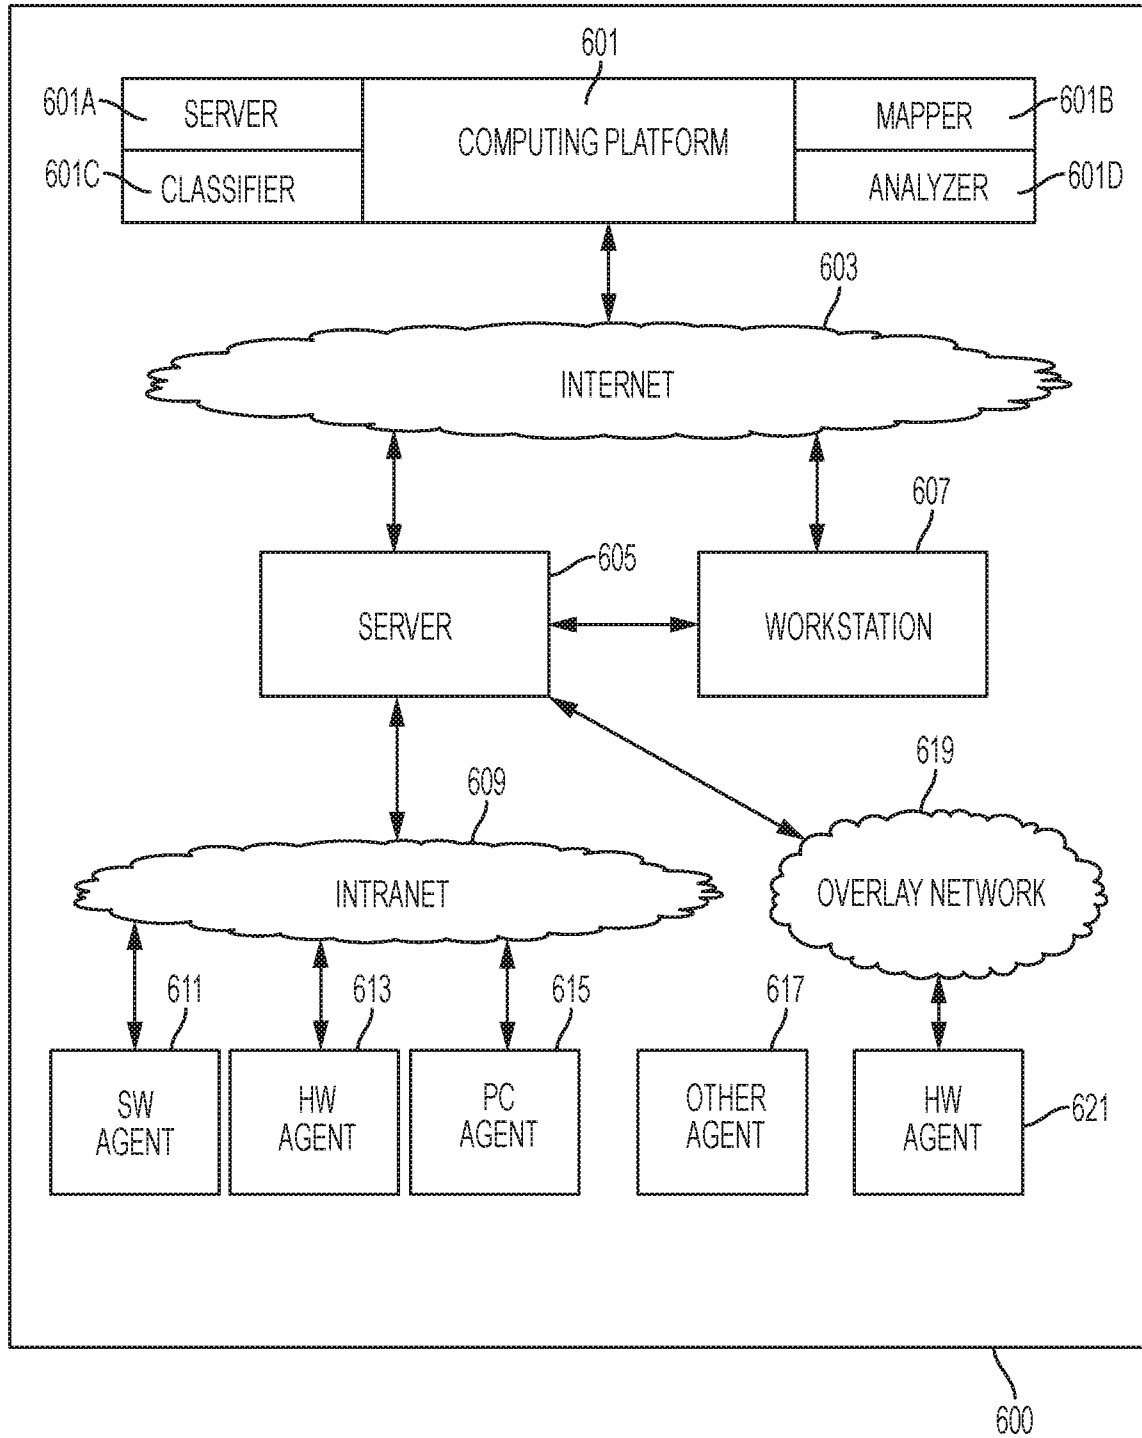 601
601A
SERVER
COMPUTING PLATFORM
MAPPER
601B
601C
CLASSIFIER
ANALYZER
601D
603
INTERNET
607
605
SERVER
WORKSTATION
619
609
INTRANET
OVERLAY NETWORK
611
613
615
617
SW
AGENT
HW
AGENT
PC
AGENT
OTHER
AGENT
HW
AGENT
621
600